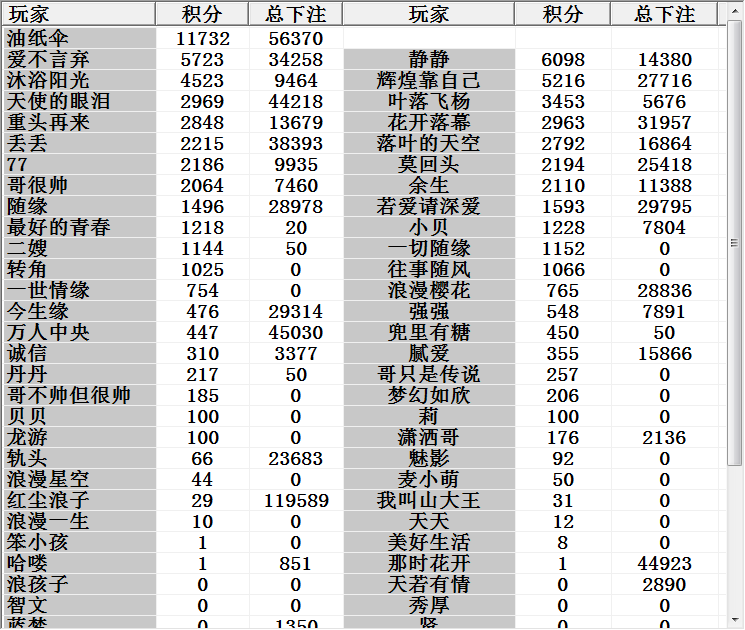 玩家 积分 总下注 玩家 积分 总下注
油纸伞 11732 56370
爱不言弃 5723 34258 静静 6098 14380
沐浴阳光 4523 9464 辉煌靠自己 5216 27716
天使的眼泪 2969 44218 叶落飞杨 3453 5676
重头再来 2848 13679 花开落幕 2963 31957
丢丢 2215 38393 落叶的天空 2792 16864
77 2186 9935 莫回头 2194 25418
哥很帅 2064 7460 余生 2110 11388
随缘 1496 28978 若爱请深爱 1593 29795
最好的青春 1218 20 小贝 1228 7804
二嫂 1144 50 一切随缘 1152 0
转角 1025 0 往事随风 1066 0
一世情缘 754 0 浪漫樱花 765 28836
今生缘 476 29314 强强 548 7891
万人中央 447 45030 兜里有糖 450 50
诚信 310 3377 腻爱 355 15866
丹丹 217 50 哥只是传说 257 0
哥不帅但很帅 185 0 梦幻如欣 206 0
贝贝 100 0 莉 100 0
龙游 100 0 潇洒哥 176 2136
轨头 66 23683 魅影 92 0
浪漫星空 44 0 麦小萌 50 0
红尘浪子 29 119589 我叫山大王 31 0
浪漫一生 10 0 天天 12 0
笨小孩 1 0 美好生活 8 0
哈喽 1 851 那时花开 1 44923
浪孩子 0 0 天若有情 0 2890
智文 0 0 秀厚 0 0
蓝梦 0 1350 贤 0 0